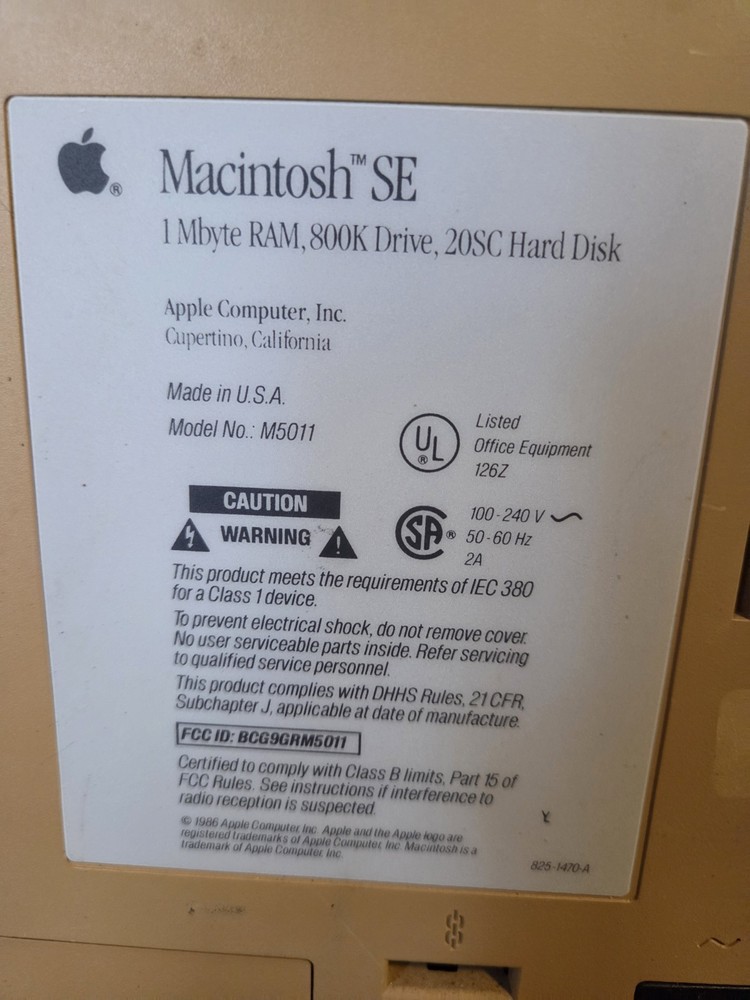 Macintosh™ SE
1 Mbyte RAM, 800K Drive, 20SC Hard Disk
Apple Computer, Inc.
Cupertino, California
Made in U.S.A.
Model No.: M5011
UL ®
Listed
Office Equipment
126Z
CAUTION
WARNING
SA ®
100-240 V
50-60 Hz
2A
This product meets the requirements of IEC 380
for a Class 1 device.
To prevent electrical shock, do not remove cover.
No user serviceable parts inside. Refer servicing
to qualified service personnel.
This product complies with DHHS Rules, 21 CFR,
Subchapter J, applicable at date of manufacture.
FCC ID: BCG9GRM5011
Certified to comply with Class B limits, Part 15 of
FCC Rules. See instructions if interference to
radio reception is suspected.
© 1986 Apple Computer, Inc. Apple and the Apple logo are
registered trademarks of Apple Computer, Inc. Macintosh is a
trademark of Apple Computer, Inc.
Y
825-1470-A